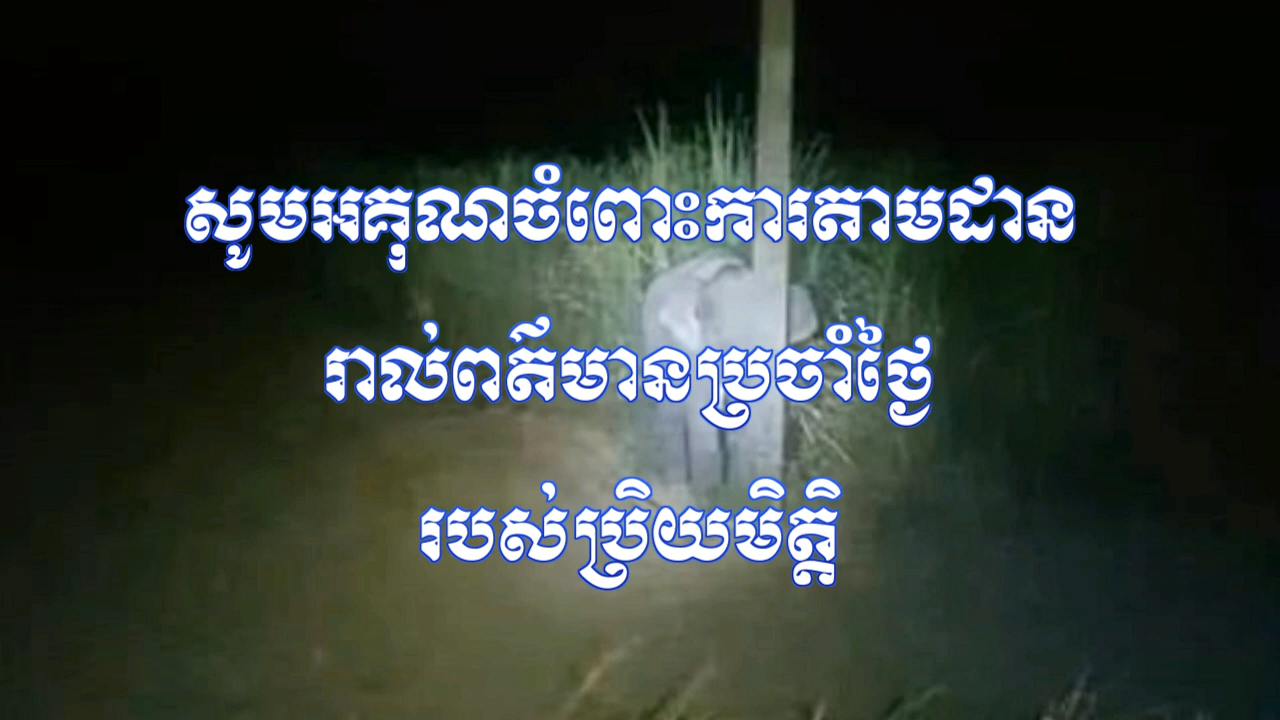 សូមអគុណចំពោះការតាមដាន
រាល់ពត័មានប្រចាំថ្ងៃ
របស់ប្រិយមិត្តិ